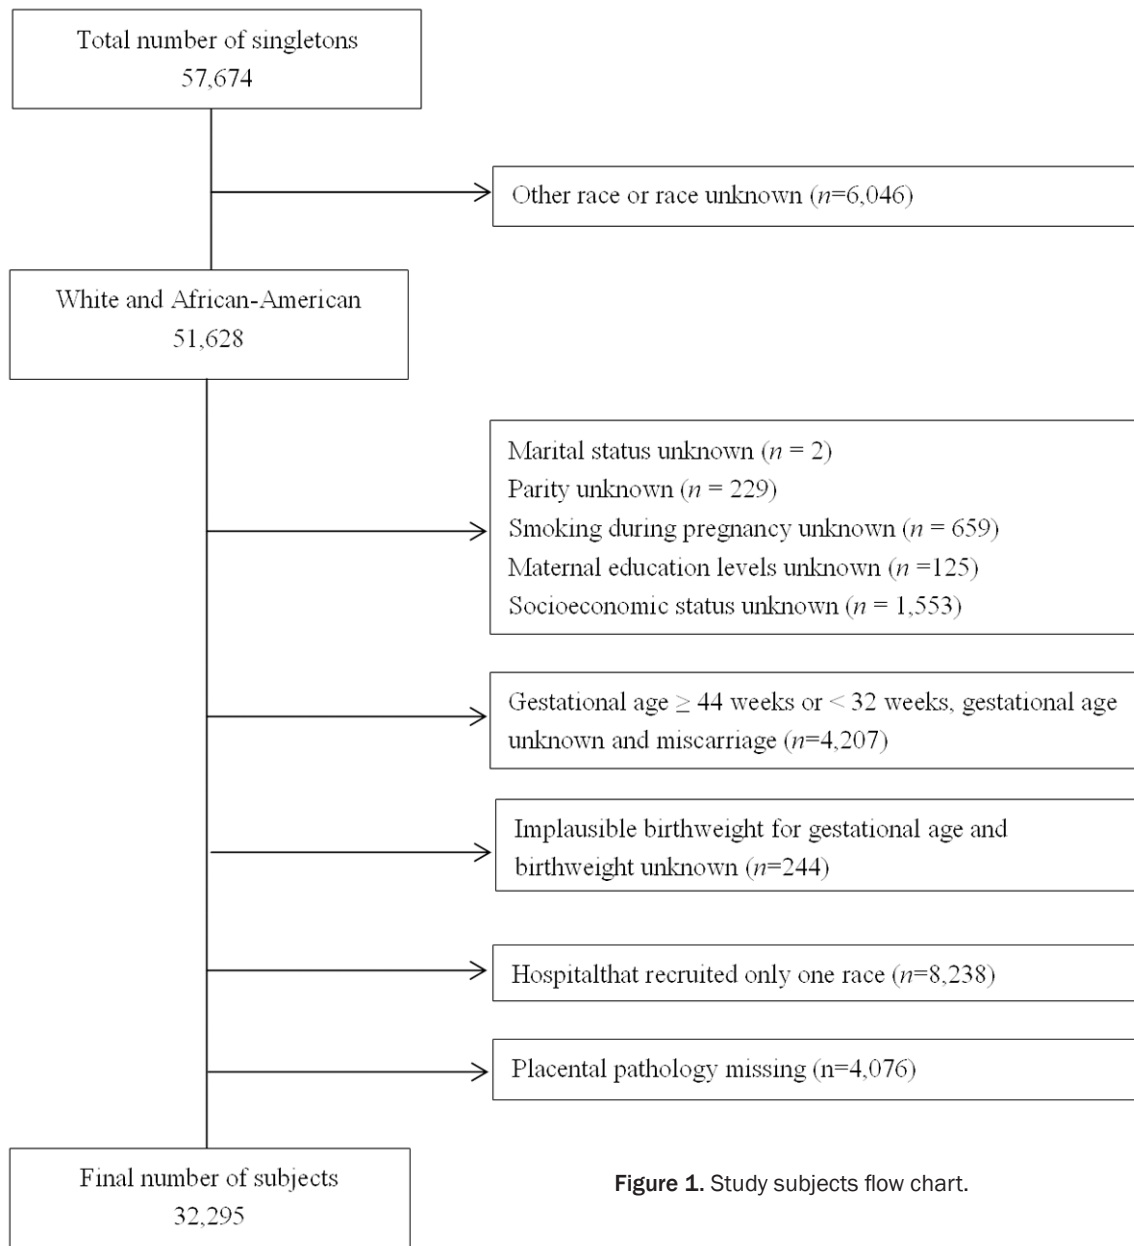 Total number of singletons
57,674
Other race or race unknown (n=6,046)
White and African-American
51,628
Marital status unknown (n = 2)
Parity unknown (n = 229)
Smoking during pregnancy unknown (n = 659)
Maternal education levels unknown (n =125)
Socioeconomic status unknown (n = 1,553)
Gestational age ≥ 44 weeks or < 32 weeks, gestational age
unknown and miscarriage (n=4,207)
Implausible birthweight for gestational age and
birthweight unknown (n=244)
Hospitalthat recruited only one race (n=8,238)
Placental pathology missing (n=4,076)
Final number of subjects
32,295
Figure 1. Study subjects flow chart.